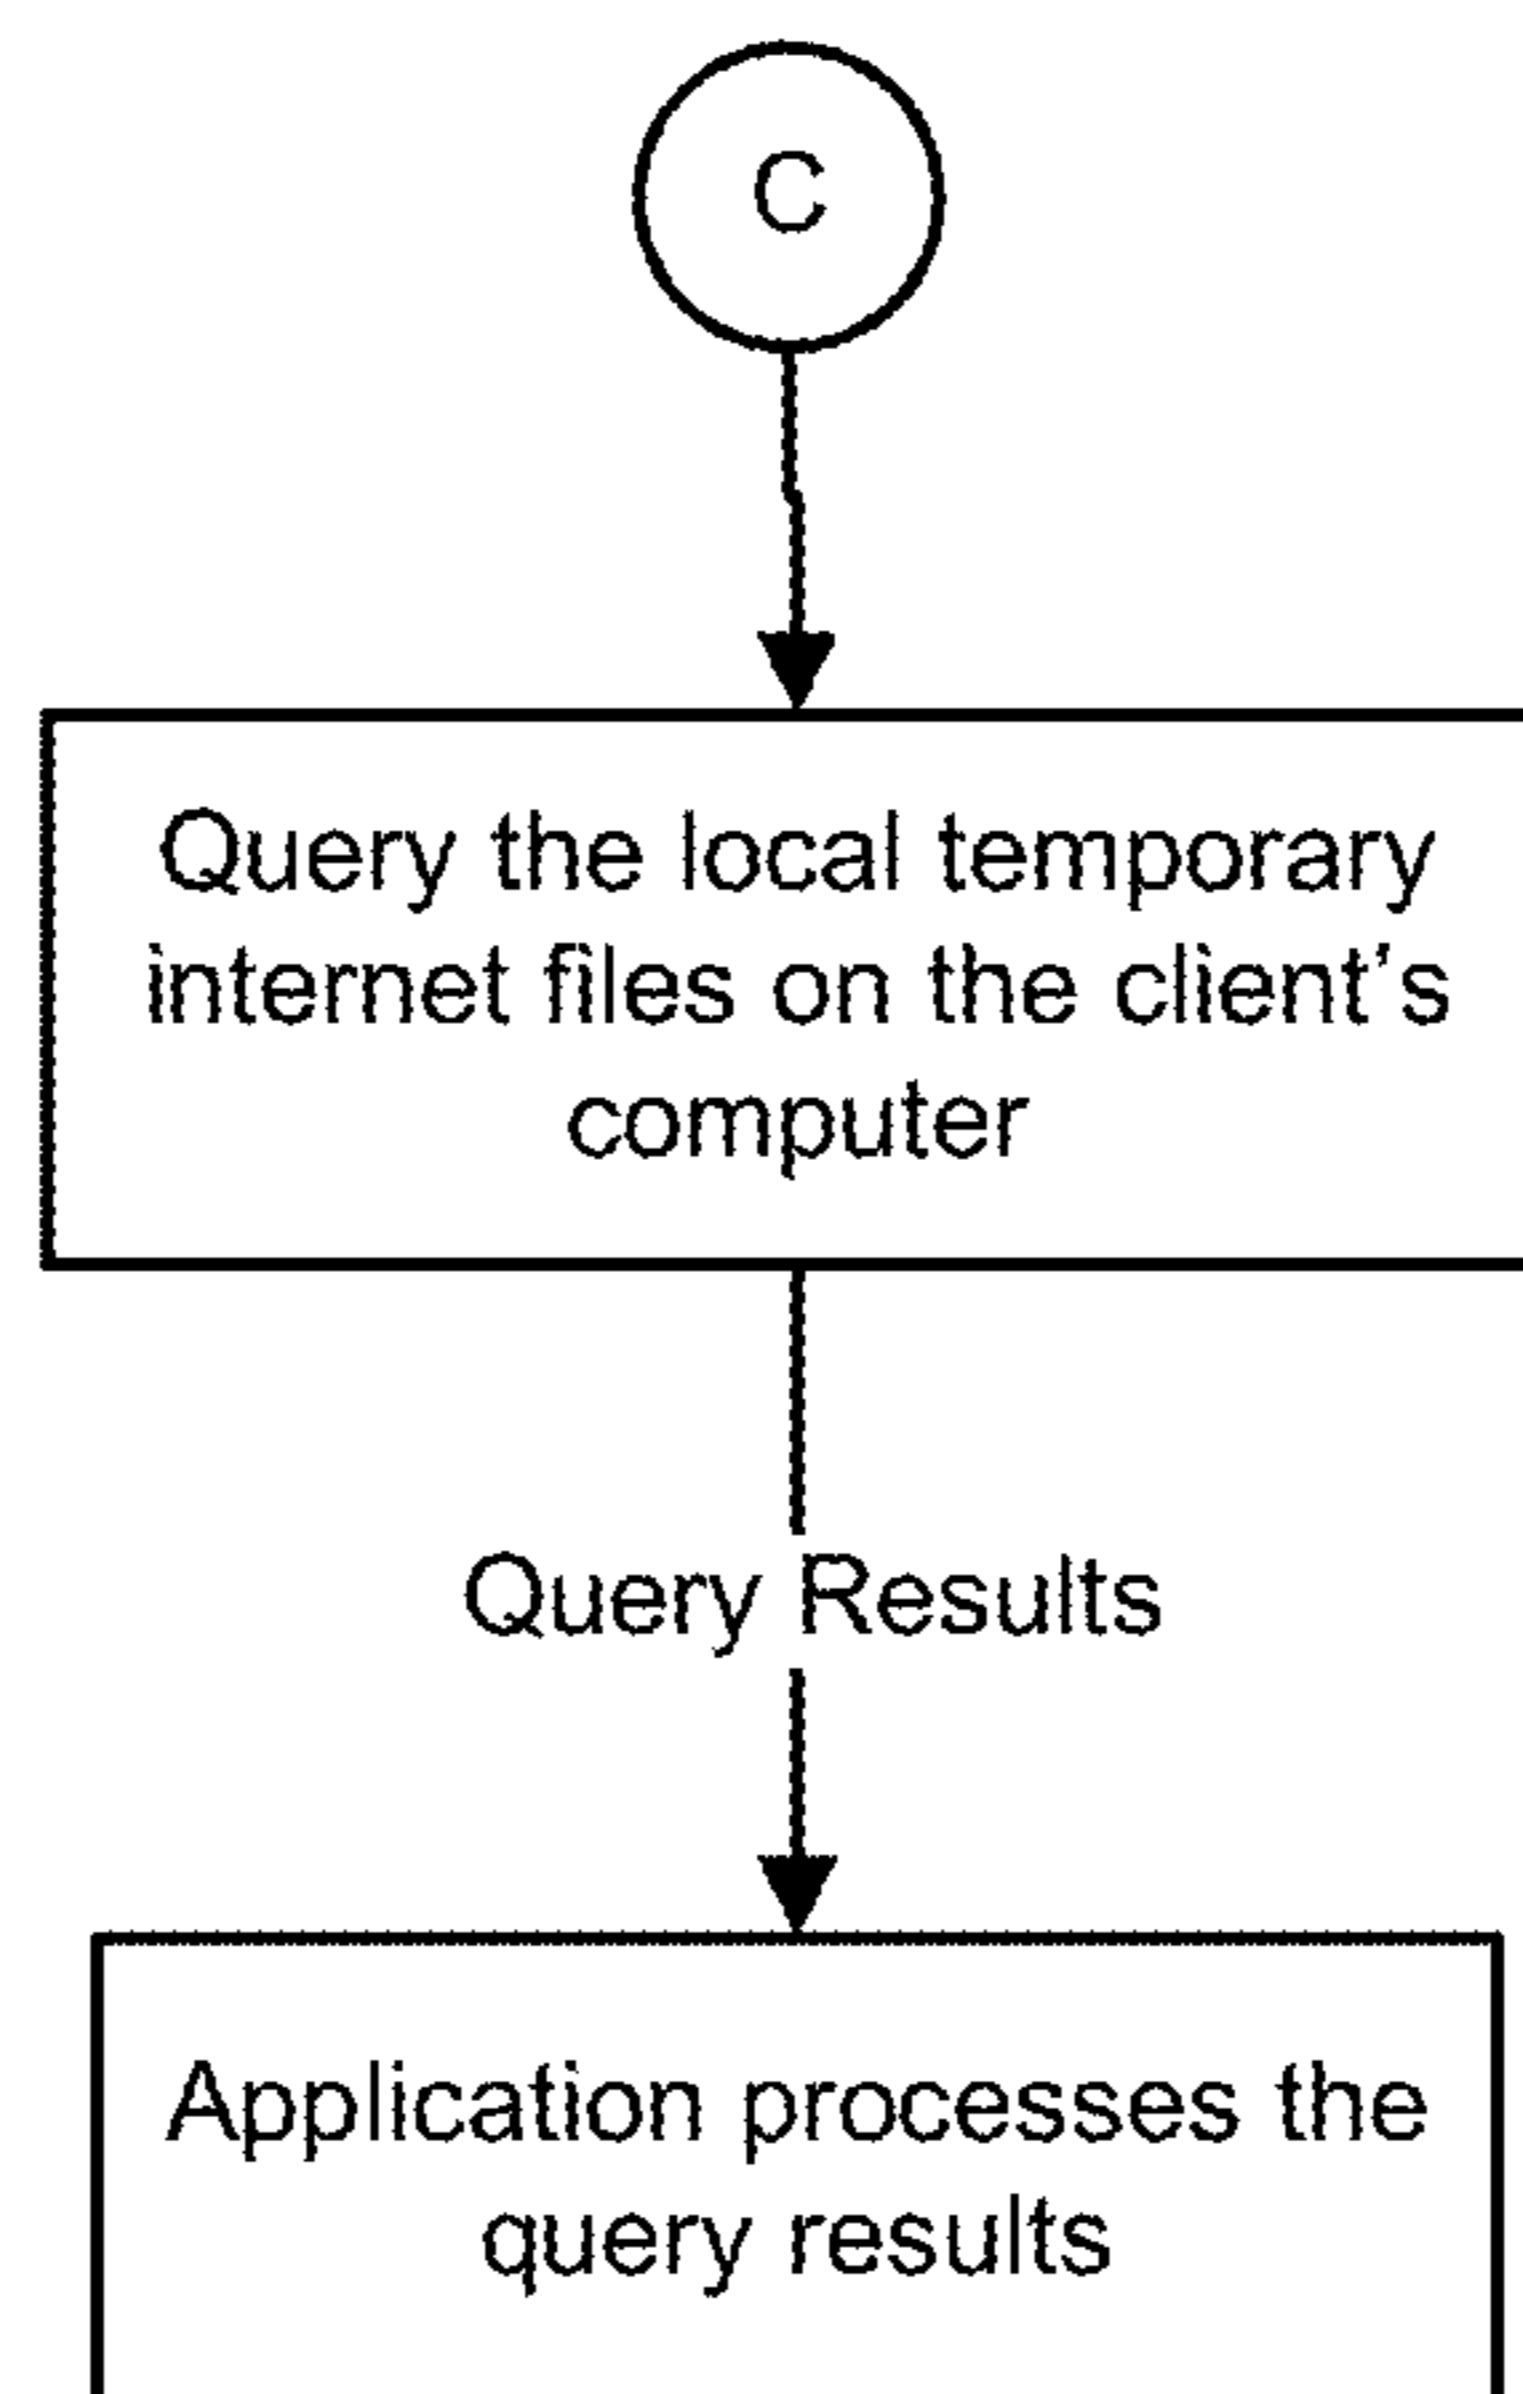 C
Query the local temporary
internet files on the client’s
computer
Query Results
Application processes the
query results